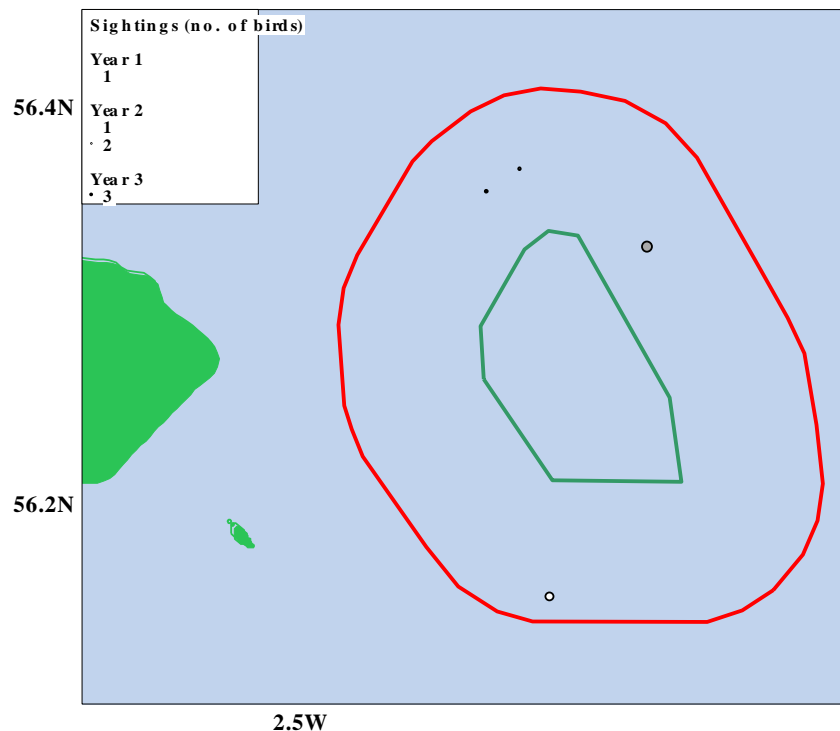 Sightings (no. of birds)
Year 1
1
Year 2
1
2
Year 3
3
56.4N
56.2N
2.5W